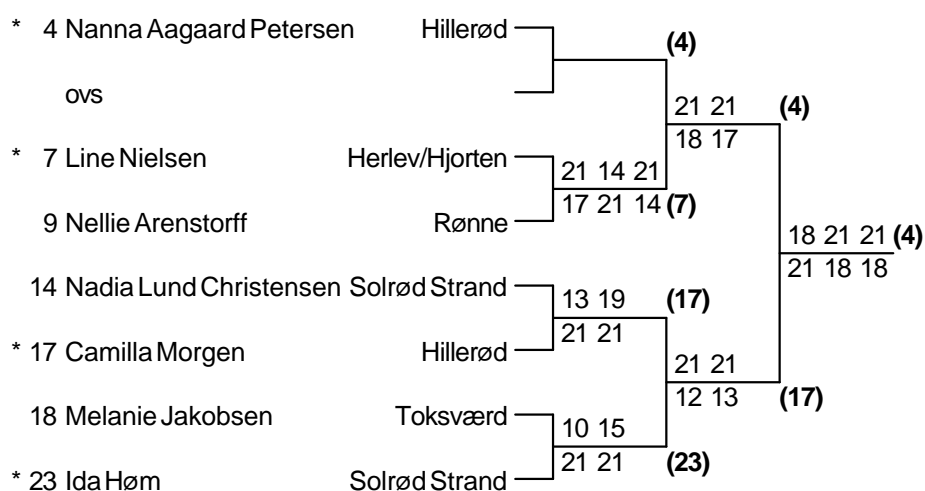 * 4 Nanna Aagaard Petersen Hillerød
(4)
ovs
21 21 (4)
18 17
* 7 Line Nielsen Herlev/Hjorten
21 14 21
17 21 14 (7)
9 Nellie Arenstorff Rønne
18 21 21 (4)
21 18 18
14 Nadia Lund Christensen Solrød Strand
13 19 (17)
21 21
* 17 Camilla Morgen Hillerød
21 21
12 13 (17)
18 Melanie Jakobsen Toksværd
10 15
21 21 (23)
* 23 Ida Høm Solrød Strand